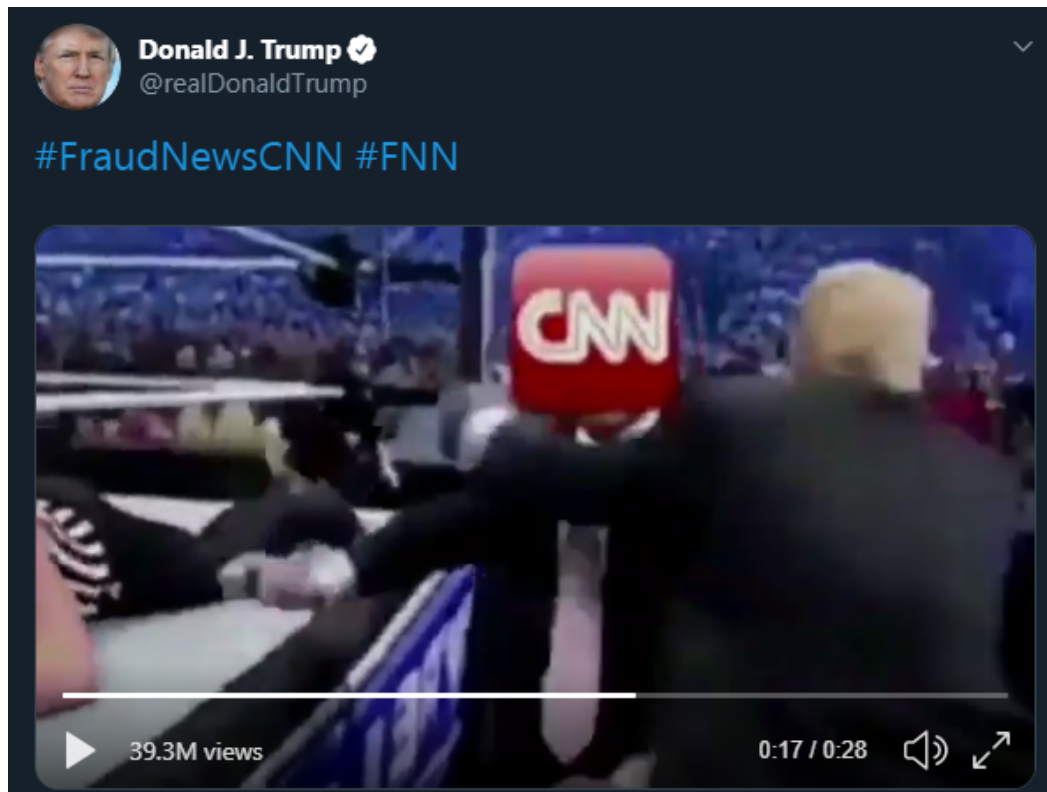 Donald J. Trump
@realDonaldTrump
#FraudNewsCNN #FNN
CNN
39.3M views
0:17 / 0:28